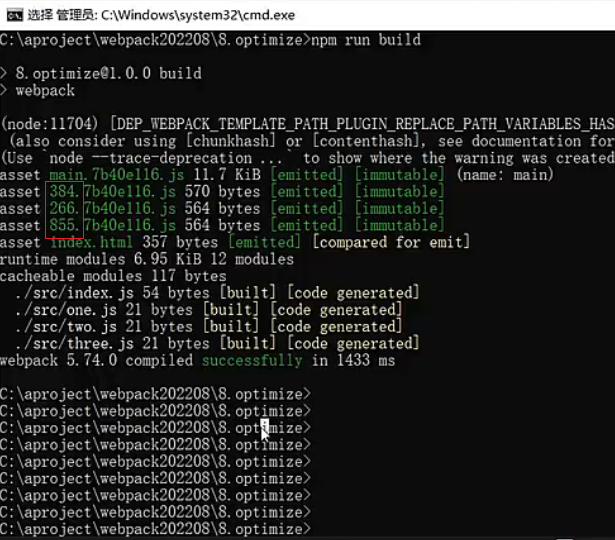 选择 管理员: C:\Windows\system32\cmd.exe
C:\aproject\webpack202208\8.optimize>npm run build
> 8.optimize@1.0.0 build
> webpack
(node:11704) [DEP_WEBPACK_TEMPLATE_PATH_PLUGIN_REPLACE_PATH_VARIABLES_HAS
(also consider using [chunkhash] or [contenthash], see documentation for
(Use `node --trace-deprecation ...` to show where the warning was created
asset main.7b40e116.js 11.7 KiB [emitted] [immutable] (name: main)
asset 384.7b40e116.js 570 bytes [emitted] [immutable]
asset 266.7b40e116.js 564 bytes [emitted] [immutable]
asset 855.7b40e116.js 564 bytes [emitted] [immutable]
asset index.html 357 bytes [emitted] [compared for emit]
runtime modules 6.95 KiB 12 modules
cacheable modules 117 bytes
./src/index.js 54 bytes [built] [code generated]
./src/one.js 21 bytes [built] [code generated]
./src/two.js 21 bytes [built] [code generated]
./src/three.js 21 bytes [built] [code generated]
webpack 5.74.0 compiled successfully in 1433 ms
C:\aproject\webpack202208\8.optimize>
C:\aproject\webpack202208\8.optimize>
C:\aproject\webpack202208\8.optimize>
C:\aproject\webpack202208\8.optimize>
C:\aproject\webpack202208\8.optimize>
C:\aproject\webpack202208\8.optimize>
C:\aproject\webpack202208\8.optimize>
C:\aproject\webpack202208\8.optimize>
C:\aproject\webpack202208\8.optimize>